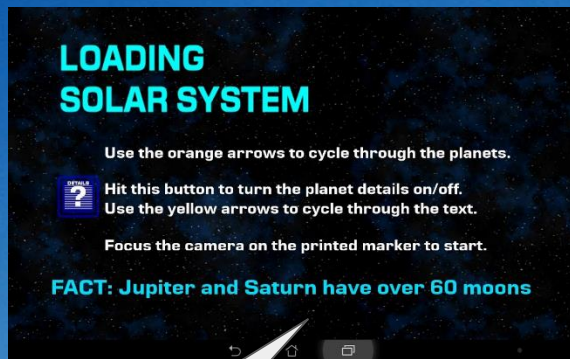 LOADING
SOLAR SYSTEM
Use the orange arrows to cycle through the planets.
DETAILS
?
Hit this button to turn the planet details on/off.
Use the yellow arrows to cycle through the text.
Focus the camera on the printed marker to start.
FACT: Jupiter and Saturn have over 60 moons